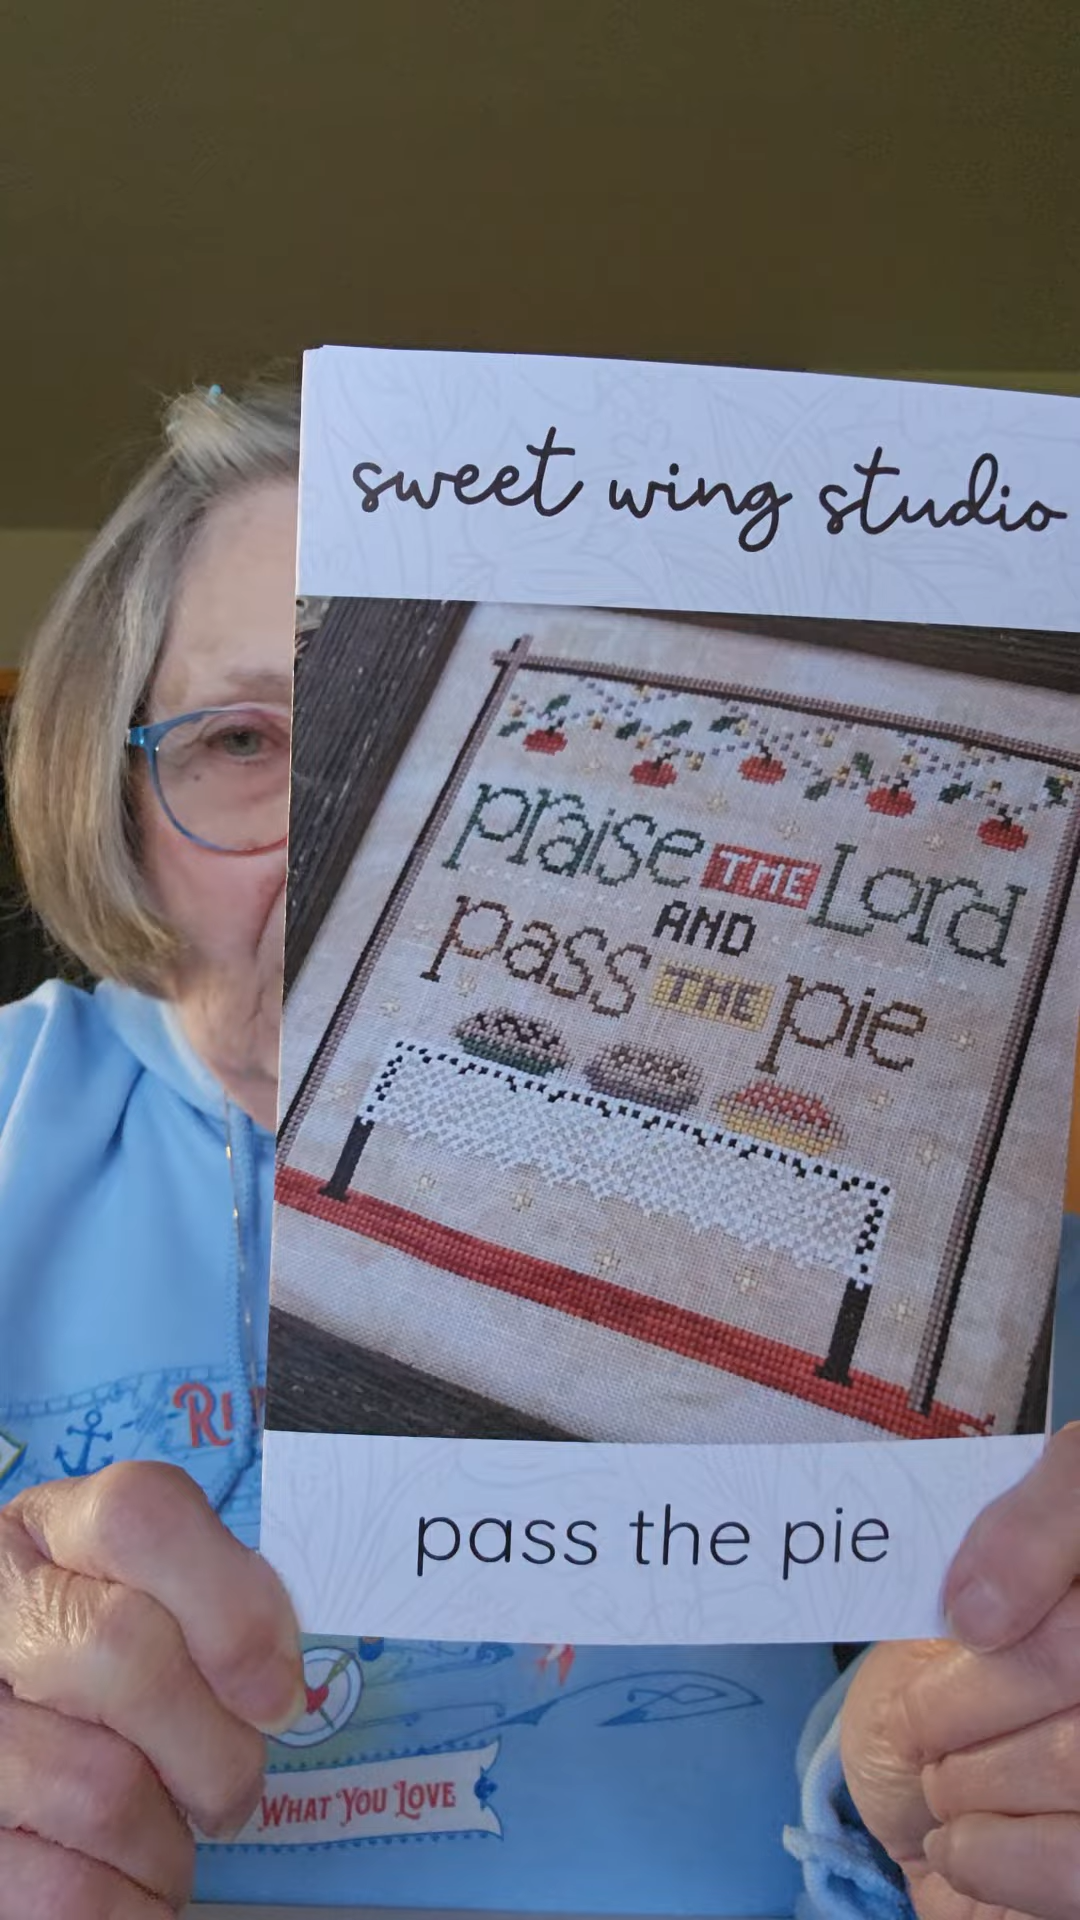 sweet wing studio
praise THE Lord
AND
pass THE pie
pass the pie
WHAT YOU LOVE